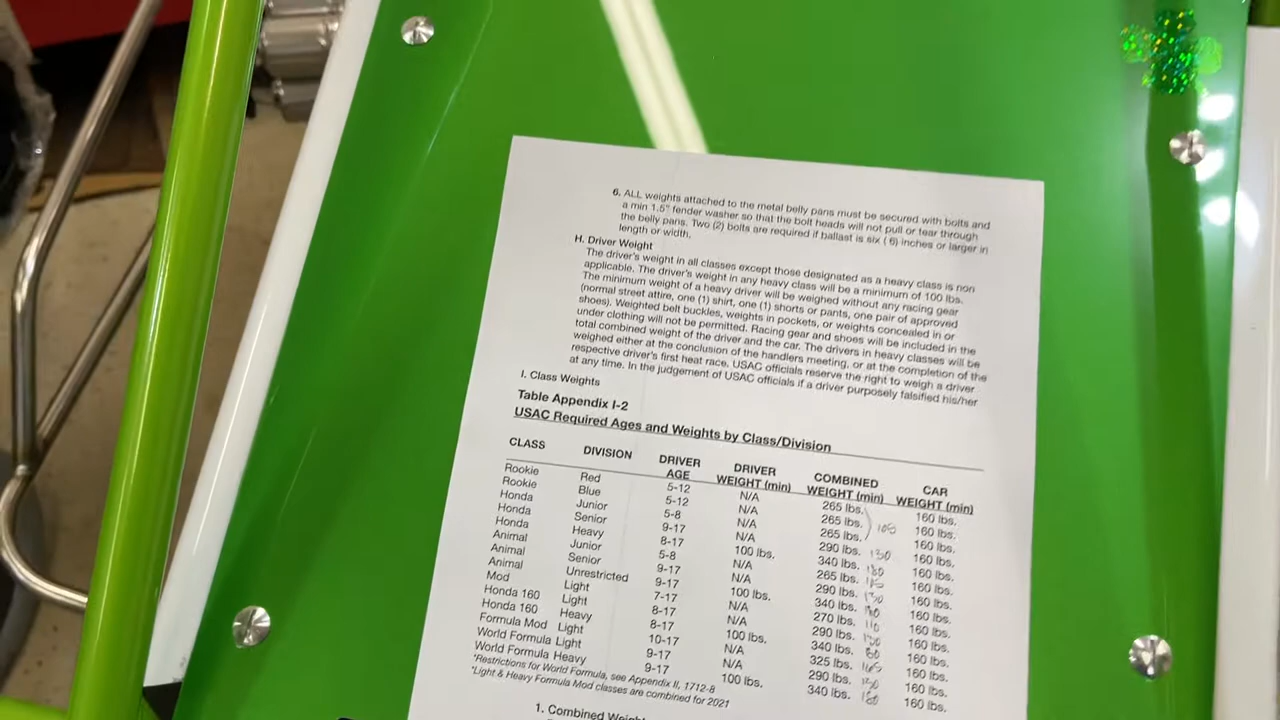 6. ALL weights attached to the metal belly pans must be secured with bolts and
a min 1.5" fender washer so that the bolt heads will not pull or tear through
the belly pans. Two (2) bolts are required if ballast is six ( 6) inches or larger in
length or width.
H. Driver Weight
The driver's weight in all classes except those designated as a heavy class is non
applicable. The driver's weight in any heavy class will be a minimum of 100 lbs.
The minimum weight of a heavy driver will be weighed without any racing gear
(normal street attire, one (1) shirt, one (1) shorts or pants, one pair of approved
shoes). Weighted belt buckles, weights in pockets, or weights concealed in or
under clothing will not be permitted. Racing gear and shoes will be included in the
total combined weight of the driver and the car. The drivers in heavy classes will be
weighed either at the conclusion of the handlers meeting, or at the completion of the
respective driver's first heat race. USAC officials reserve the right to weigh a driver
at any time. In the judgement of USAC officials if a driver purposely falsified his/her
I. Class Weights
Table Appendix I-2
USAC Required Ages and Weights by Class/Division
CLASS DIVISION DRIVER AGE DRIVER WEIGHT (min) COMBINED WEIGHT (min) CAR WEIGHT (min)
Rookie Red 5-12 N/A 265 lbs. 160 lbs.
Rookie Blue 5-12 N/A 265 lbs. 160 lbs.
Honda Junior 5-8 N/A 265 lbs. 160 lbs.
Honda Senior 9-17 N/A 290 lbs. 130 160 lbs.
Honda Heavy 8-17 100 lbs. 340 lbs. 180 160 lbs.
Animal Junior 5-8 N/A 265 lbs. 160 lbs.
Animal Senior 9-17 N/A 290 lbs. 130 160 lbs.
Animal Unrestricted 9-17 100 lbs. 340 lbs. 180 160 lbs.
Mod Light 7-17 N/A 270 lbs. 110 160 lbs.
Honda 160 Light 8-17 N/A 290 lbs. 130 160 lbs.
Honda 160 Heavy 8-17 100 lbs. 340 lbs. 160 lbs.
Formula Mod Light 10-17 N/A 325 lbs. 165 160 lbs.
World Formula Light 9-17 N/A 290 lbs. 130 160 lbs.
World Formula Heavy 9-17 100 lbs. 340 lbs. 180 160 lbs.
*Restrictions for World Formula, see Appendix II, 1712-8
*Light & Heavy Formula Mod classes are combined for 2021
1. Combined